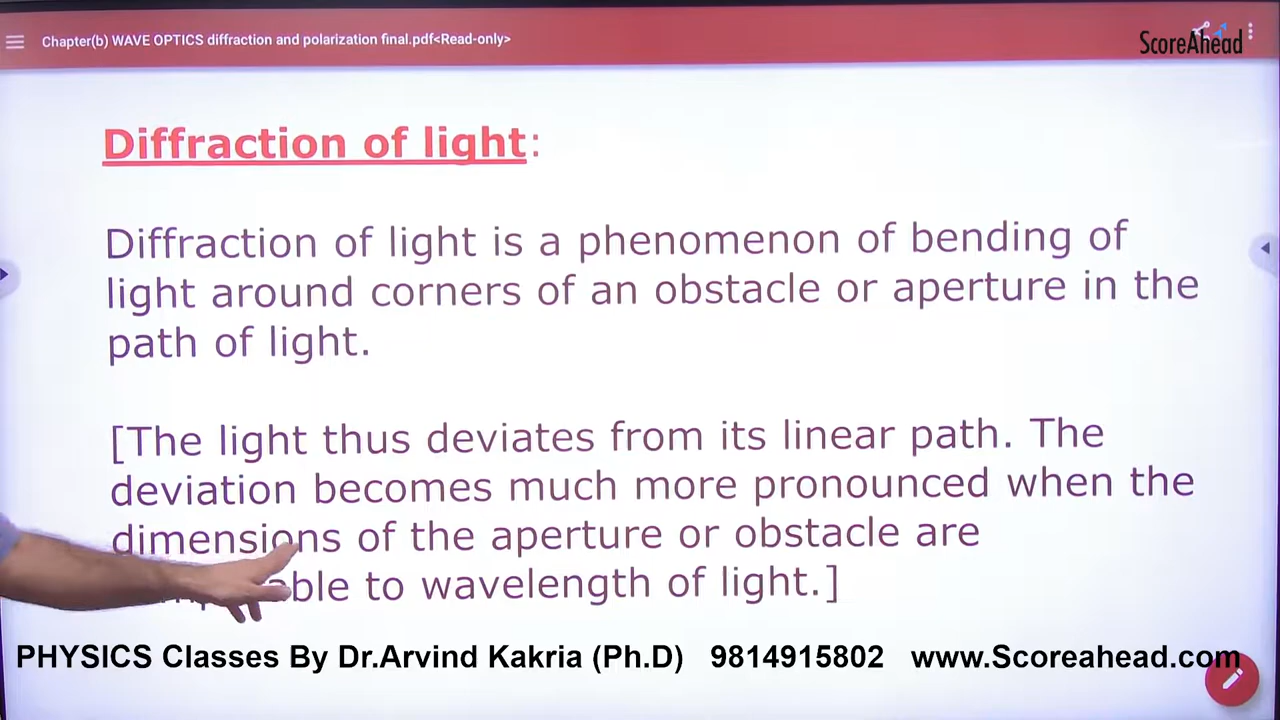 Chapter(b) WAVE OPTICS diffraction and polarization final.pdf<Read-only>
ScoreAhead
Diffraction of light:
Diffraction of light is a phenomenon of bending of
light around corners of an obstacle or aperture in the
path of light.
[The light thus deviates from its linear path. The
deviation becomes much more pronounced when the
dimensions of the aperture or obstacle are
to wavelength of light.]
PHYSICS Classes By Dr.Arvind Kakria (Ph.D) 9814915802 www.Scoreahead.com